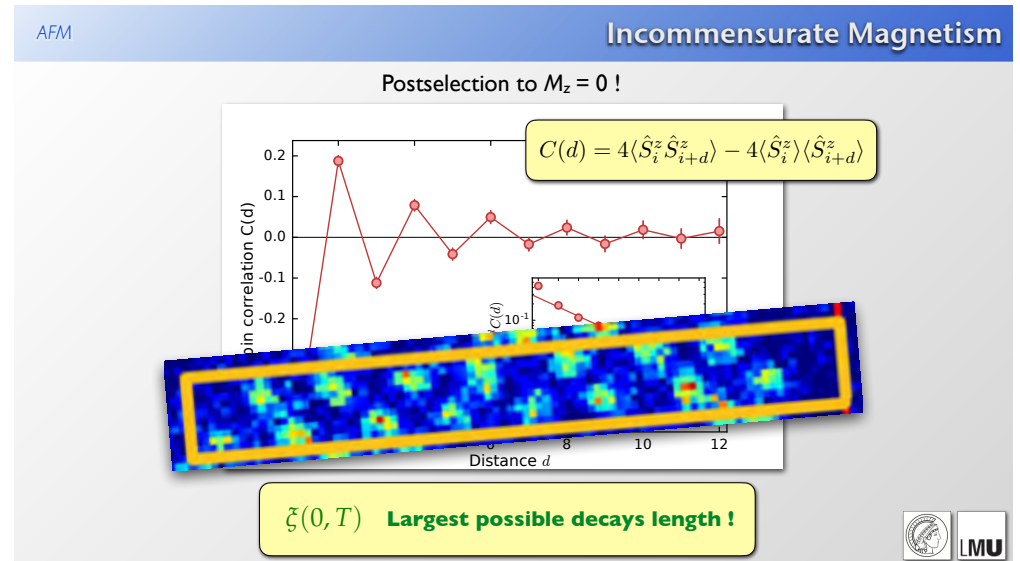 AFM
Incommensurate Magnetism
Postselection to M_z = 0 !
C(d) = 4⟨Ŝ^z_i Ŝ^z_{i+d}⟩ − 4⟨Ŝ^z_i⟩⟨Ŝ^z_{i+d}⟩
0.2
0.1
0.0
-0.1
-0.2
pin correlation C(d)
C(d)
10^-1
8
10
12
Distance d
ξ(0, T) Largest possible decays length !
LMU